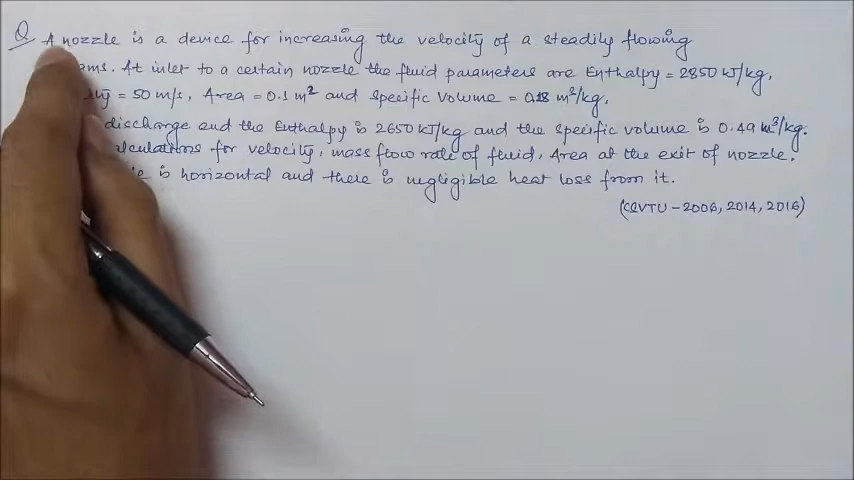 Q A nozzle is a device for increasing the velocity of a steadily flowing
ams. At inlet to a certain nozzle the fluid parameters are Enthalpy = 2850 kJ/kg,
= 50 m/s, Area = 0.1 m² and specific volume = 0.18 m²/kg,
discharge end the Enthalpy is 2650 kJ/kg and the specific volume is 0.49 m³/kg.
alculations for velocity, mass flow rate of fluid, Area at the exit of nozzle.
is horizontal and there is negligible heat loss from it.
(CSVTU - 2006, 2014, 2016)